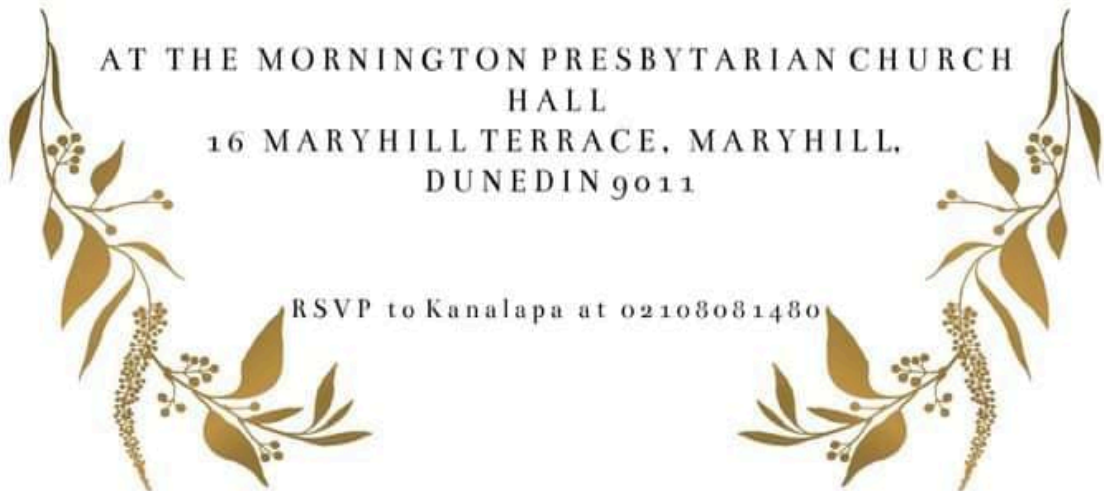 AT THE MORNINGTON PRESBYTARIAN CHURCH
HALL
16 MARYHILL TERRACE, MARYHILL,
DUNEDIN 9011
RSVP to Kanalapa at 02108081480